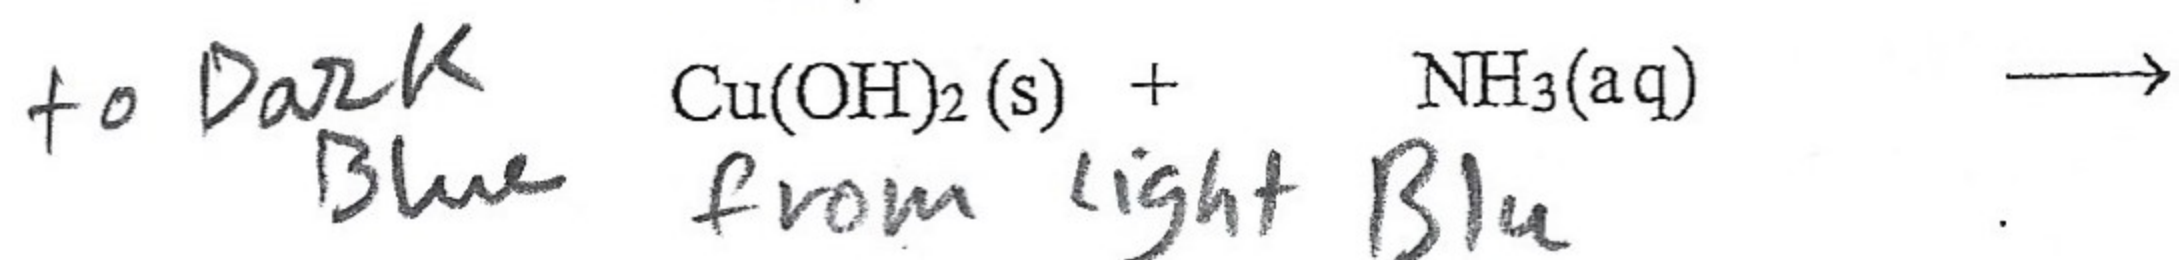 to Dark Cu(OH)₂ (s) + NH₃(aq) ⟶
Blue from Light Blu